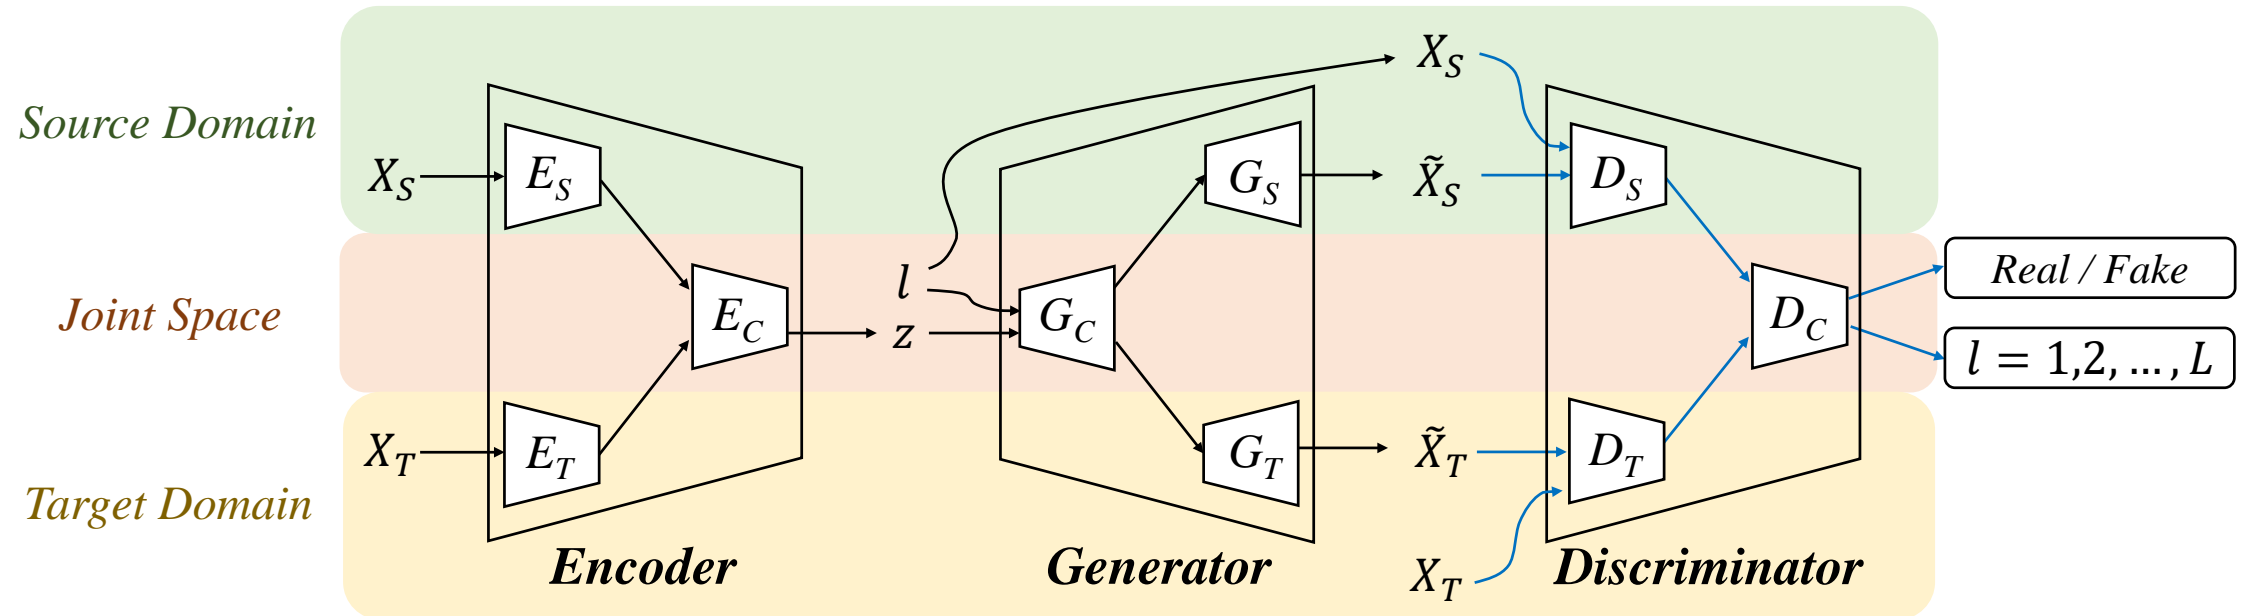 Source Domain
Joint Space
Target Domain
X_S
X_T
E_S
E_C
E_T
Encoder
l
z
G_C
G_S
G_T
Generator
X_S
X̃_S
X̃_T
X_T
D_S
D_C
D_T
Discriminator
Real / Fake
l = 1,2, … , L